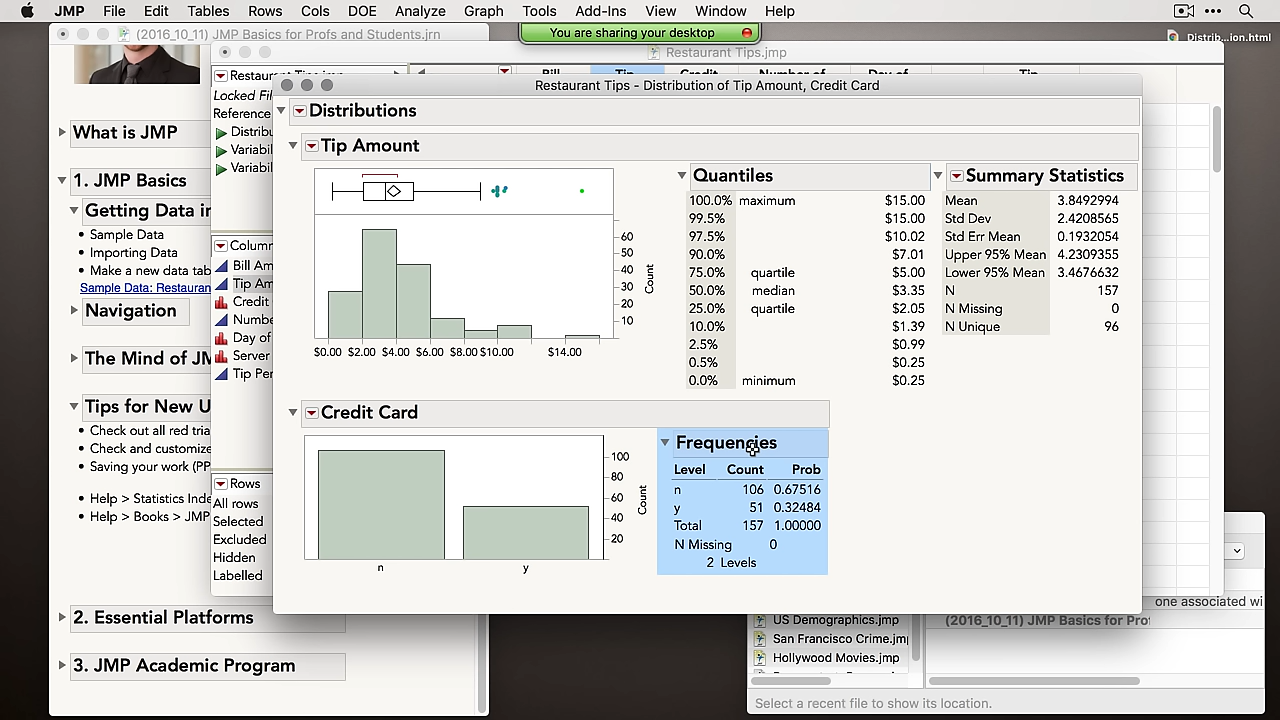 JMP File Edit Tables Rows Cols DOE Analyze Graph Tools Add-Ins View Window Help
You are sharing your desktop
(2016_10_11) JMP Basics for Profs and Students.jrn
Distrib...ion.html
Restaurant Tips.jmp
Restaurant Tips - Distribution of Tip Amount, Credit Card
What is JMP
1. JMP Basics
Getting Data in
• Sample Data
• Importing Data
• Make a new data tab
Sample Data: Restauran
Navigation
The Mind of JM
Tips for New U
• Check out all red tria
• Check and customize
• Saving your work (PP
• Help > Statistics Inde
• Help > Books > JMP
2. Essential Platforms
3. JMP Academic Program
Locked Fil
Reference
Distribu
Variabil
Variabil
Column
Bill Am
Tip Am
Credit
Numbe
Day of
Server
Tip Per
Rows
All rows
Selected
Excluded
Hidden
Labelled
Distributions
Tip Amount
60
50
40
30
20
10
Count
$0.00 $2.00 $4.00 $6.00 $8.00 $10.00 $14.00
Quantiles
100.0% maximum $15.00
99.5% $15.00
97.5% $10.02
90.0% $7.01
75.0% quartile $5.00
50.0% median $3.35
25.0% quartile $2.05
10.0% $1.39
2.5% $0.99
0.5% $0.25
0.0% minimum $0.25
Summary Statistics
Mean 3.8492994
Std Dev 2.4208565
Std Err Mean 0.1932054
Upper 95% Mean 4.2309355
Lower 95% Mean 3.4676632
N 157
N Missing 0
N Unique 96
Credit Card
100
80
60
40
20
Count
n y
Frequencies
Level Count Prob
n 106 0.67516
y 51 0.32484
Total 157 1.00000
N Missing 0
2 Levels
one associated wi
US Demographics.jmp
San Francisco Crime.jmp
Hollywood Movies.jmp
(2016_10_11) JMP Basics for Pro
Select a recent file to show its location.